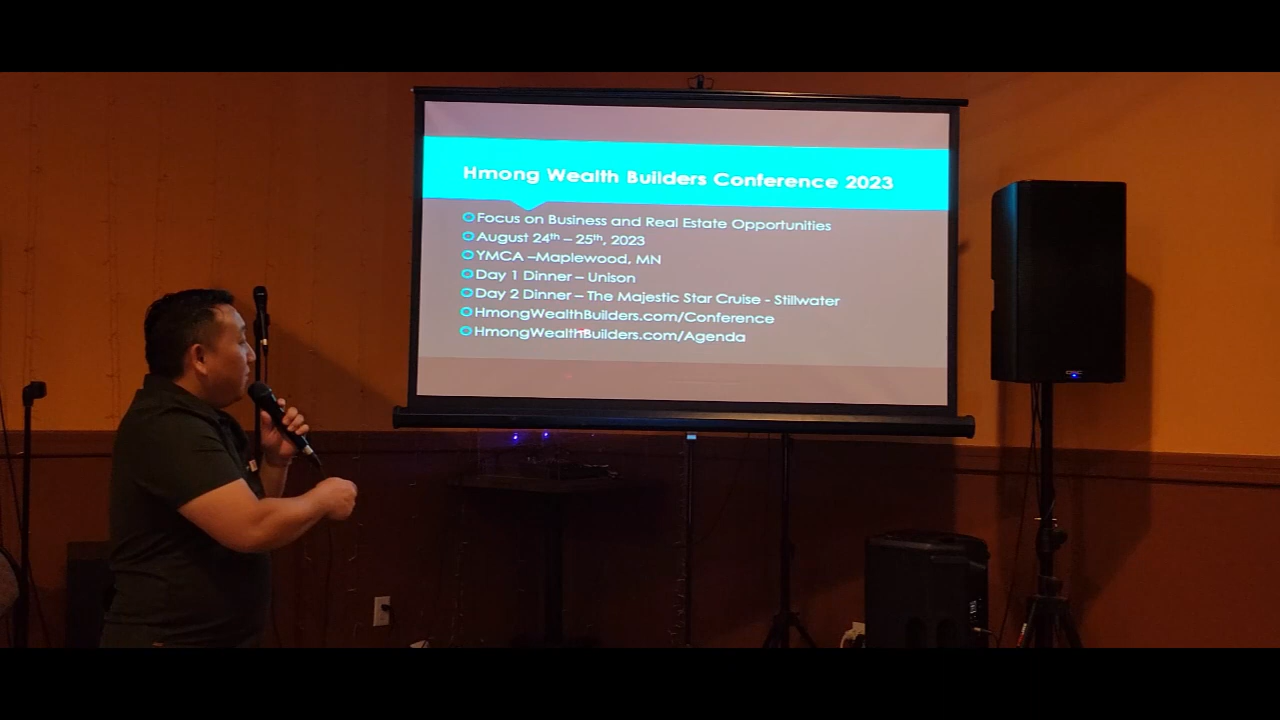 Hmong Wealth Builders Conference 2023
Focus on Business and Real Estate Opportunities
August 24th – 25th, 2023
YMCA –Maplewood, MN
Day 1 Dinner – Unison
Day 2 Dinner – The Majestic Star Cruise - Stillwater
HmongWealthBuilders.com/Conference
HmongWealthBuilders.com/Agenda
QSC